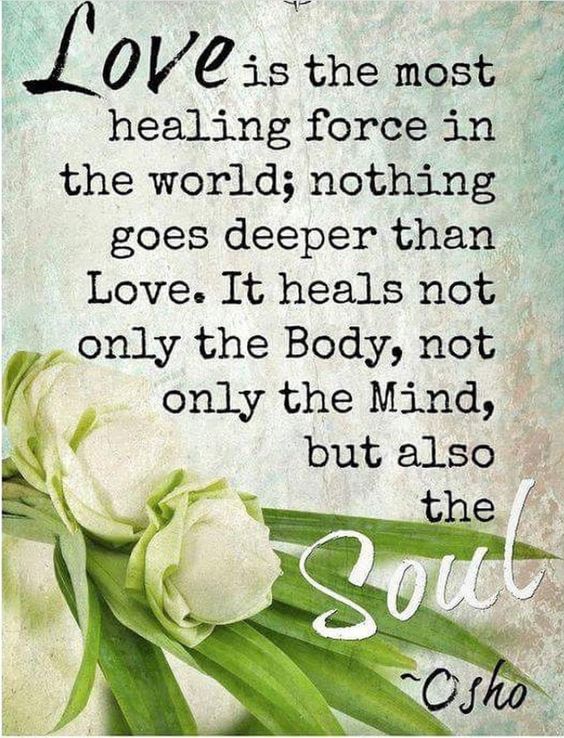 Love is the most
healing force in
the world; nothing
goes deeper than
Love. It heals not
only the Body, not
only the Mind,
but also
the
Soul
~Osho